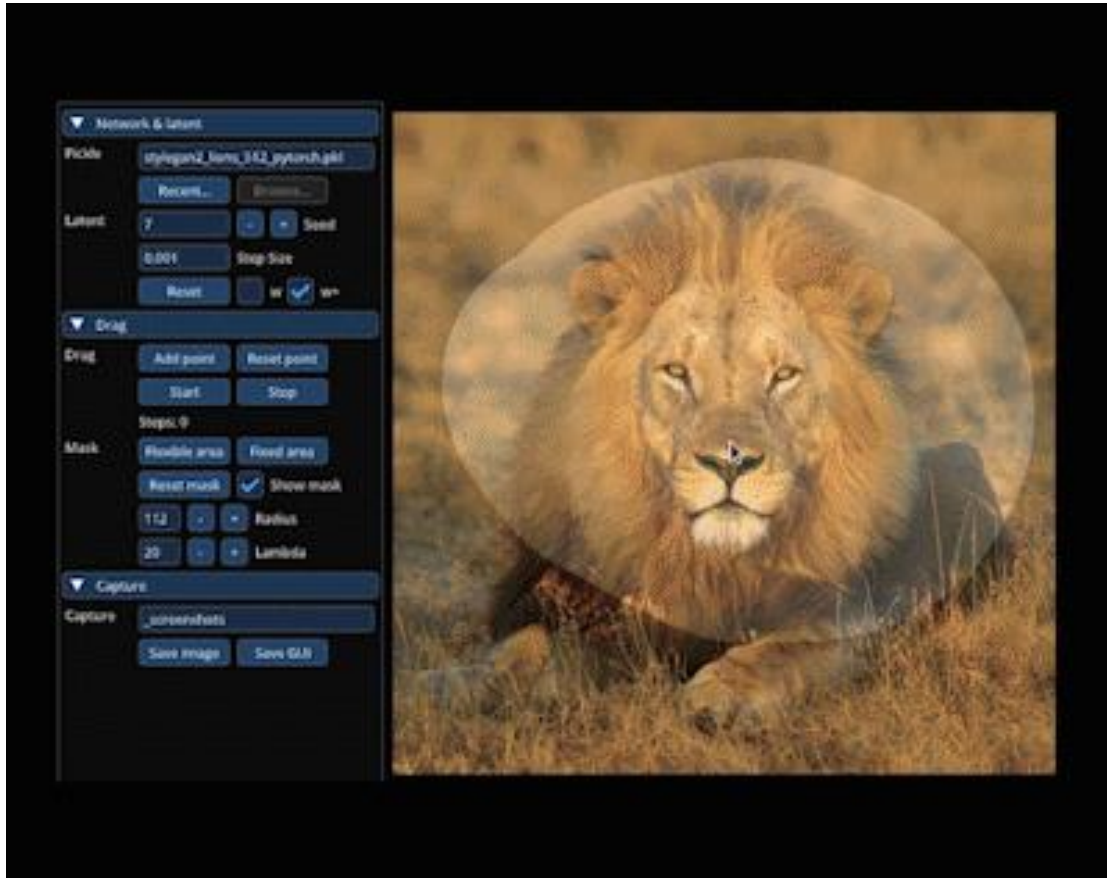 Network & latent
Pickle stylegan2_lions_512_pytorch.pkl
Recent... Browse...
Latent 7 - + Seed
0.001 Step Size
Reset w w+
Drag
Drag Add point Reset point
Start Stop
Steps: 0
Mask Flexible area Fixed area
Reset mask Show mask
112 - + Radius
20 - + Lambda
Capture
Capture _screenshots
Save image Save GUI